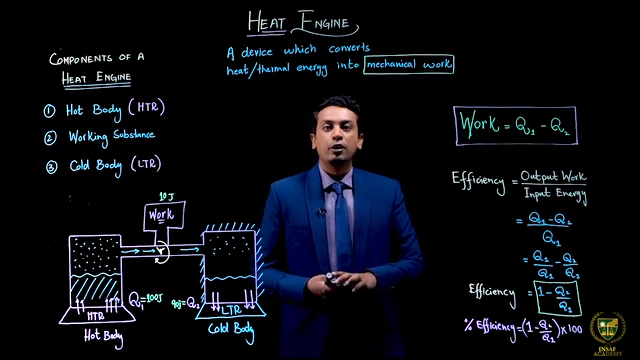 HEAT ENGINE
A device which converts
heat/thermal energy into mechanical work
COMPONENTS OF A
HEAT ENGINE
① Hot Body (HTR)
② Working Substance
③ Cold Body (LTR)
10J
Work
Q₁=100J
90J=Q₂
HTR
LTR
Hot Body
Cold Body
Work = Q₁ - Q₂
Efficiency = Output Work / Input Energy
= Q₁ - Q₂ / Q₁
= Q₁/Q₁ - Q₂/Q₁
Efficiency = 1 - Q₂/Q₁
% Efficiency = (1 - Q₂/Q₁) × 100
INSAF
ACADEMY